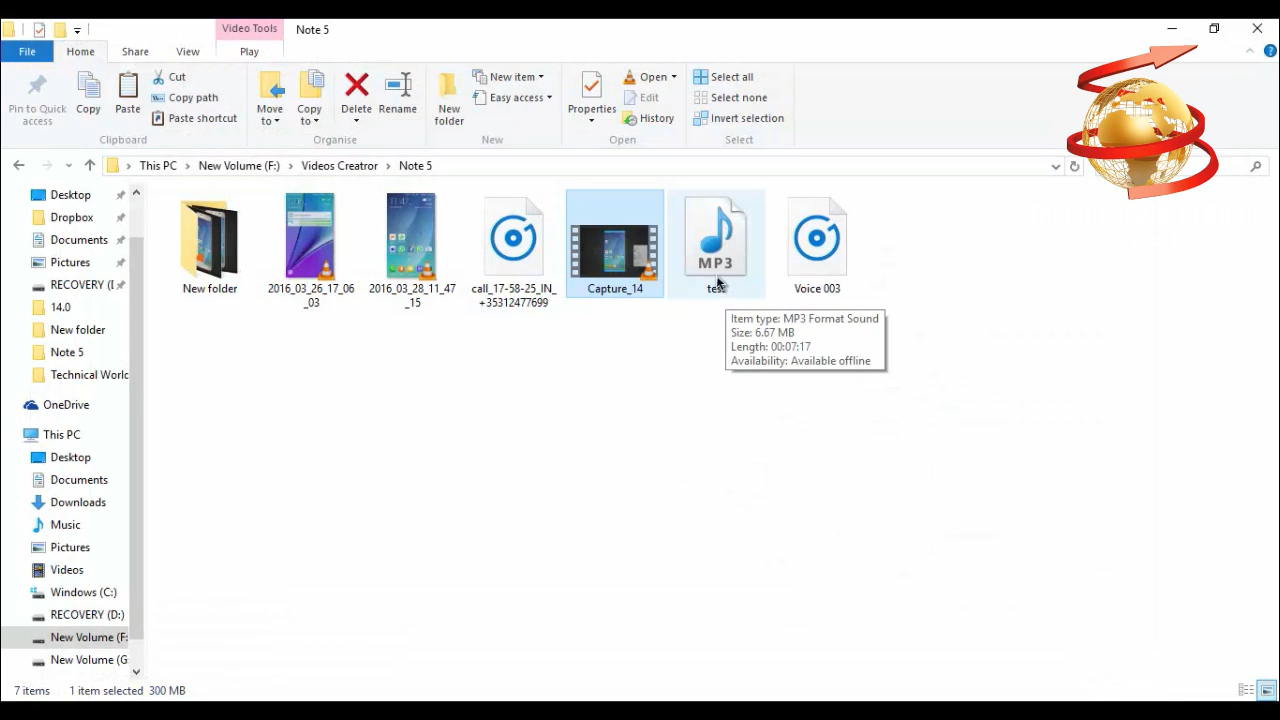 Video Tools
Note 5
File
Home
Share
View
Play
Pin to Quick
access
Copy
Paste
Cut
Copy path
Paste shortcut
Clipboard
Move
to
Copy
to
Delete
Rename
Organise
New
folder
New item
Easy access
New
Properties
Open
Edit
History
Open
Select all
Select none
Invert selection
Select
This PC
New Volume (F:)
Videos Creatror
Note 5
Desktop
Dropbox
Documents
Pictures
RECOVERY (I
14.0
New folder
Note 5
Technical World
OneDrive
This PC
Desktop
Documents
Downloads
Music
Pictures
Videos
Windows (C:)
RECOVERY (D:)
New Volume (F:
New Volume (G
New folder
2016_03_26_17_06
_03
2016_03_28_11_47
_15
call_17-58-25_IN_
+35312477699
Capture_14
MP3
Voice 003
Item type: MP3 Format Sound
Size: 6.67 MB
Length: 00:07:17
Availability: Available offline
7 items
1 item selected
300 MB